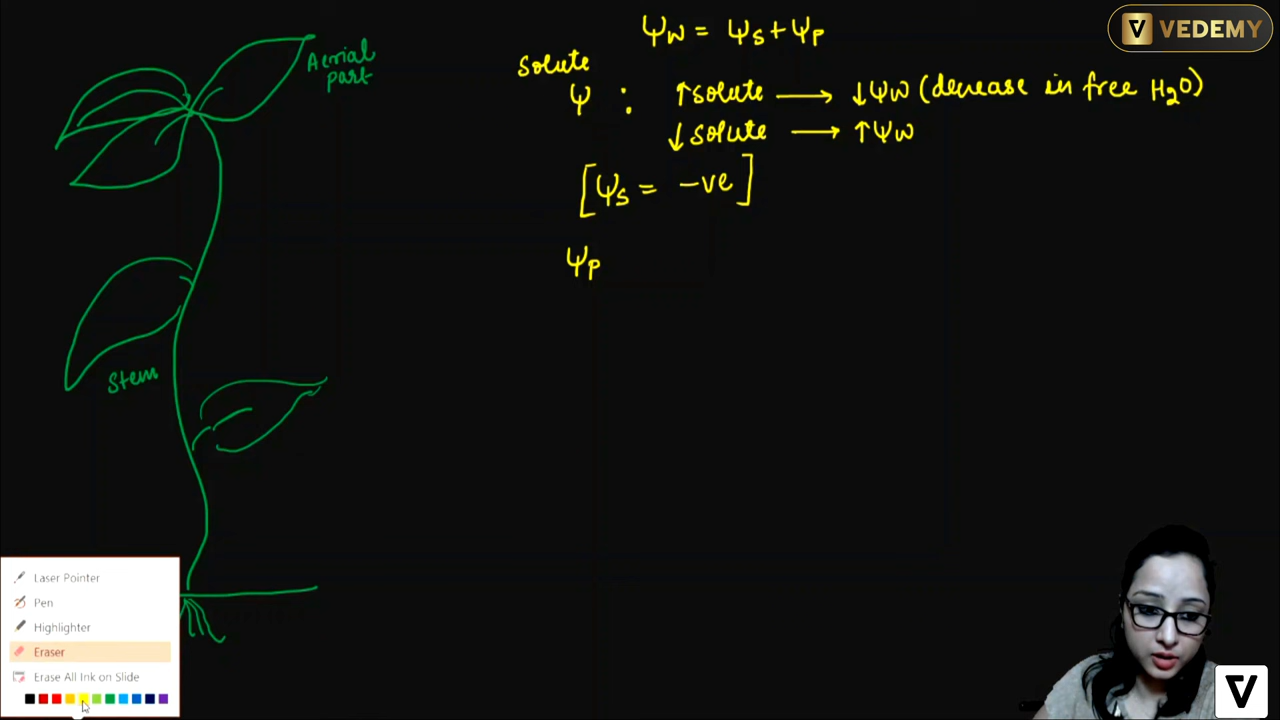 VEDEMY
Ψw = Ψs + Ψp
Solute
Ψ : ↑solute → ↓Ψw (decrease in free H2O)
↓ solute → ↑Ψw
[Ψs = -ve]
Ψp
Aerial
part
Stem
Laser Pointer
Pen
Highlighter
Eraser
Erase All Ink on Slide